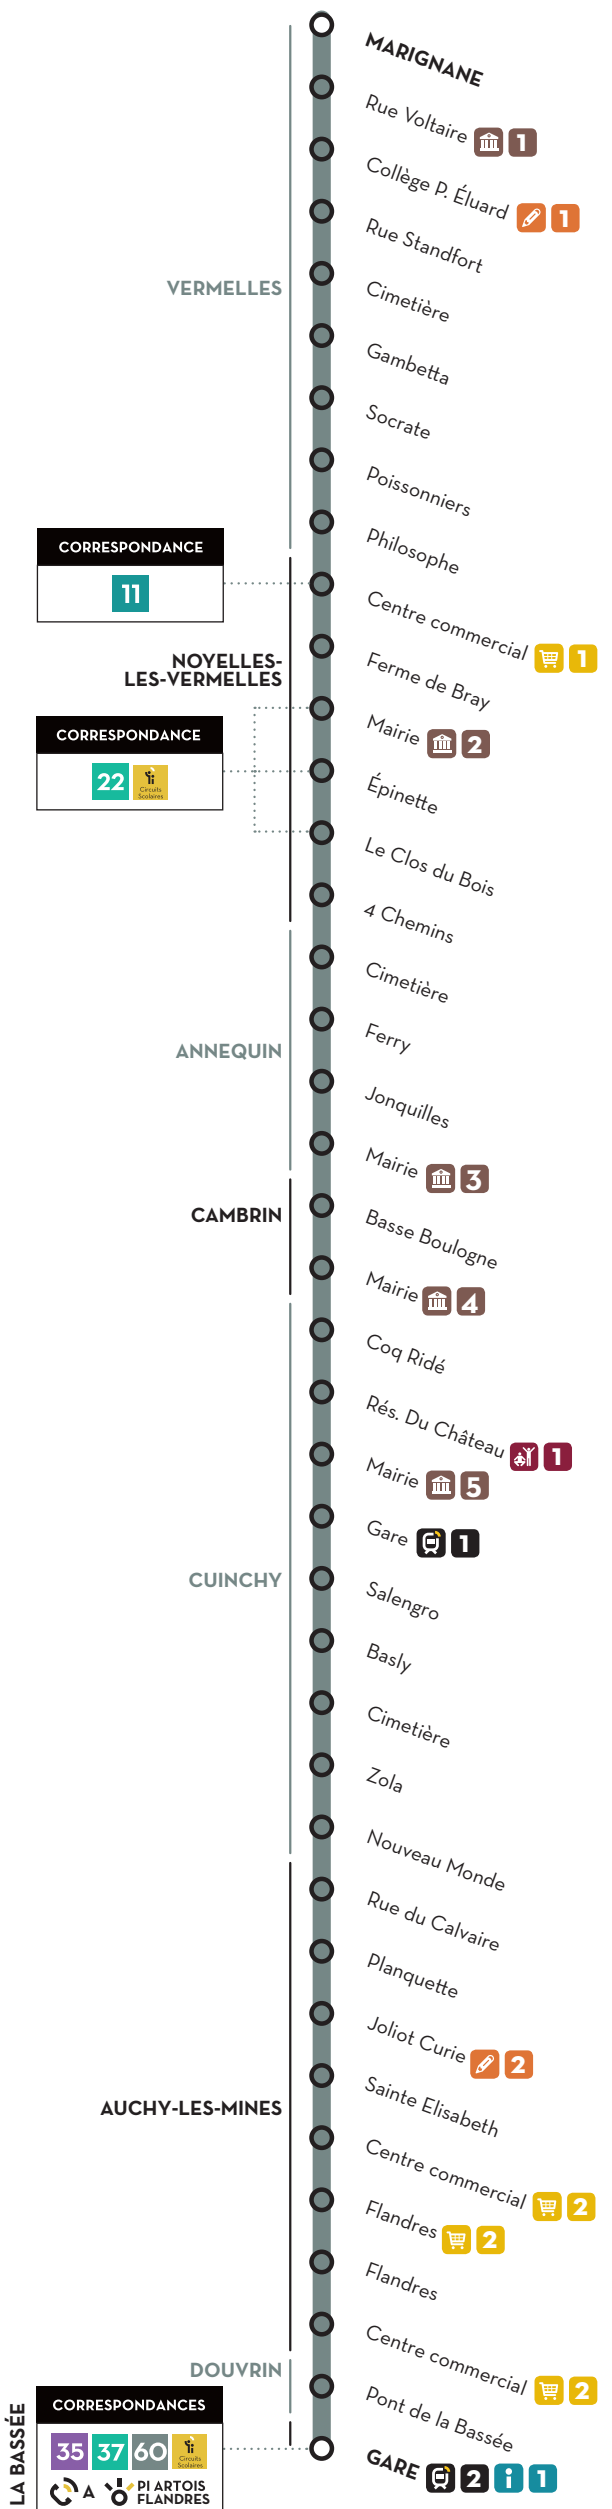 MARIGNANE
Rue Voltaire 1
Collège P. Éluard 1
Rue Standfort
VERMELLES
Cimetière
Gambetta
Socrate
Poissonniers
Philosophe
CORRESPONDANCE
11
Centre commercial 1
NOYELLES-
LES-VERMELLES
Ferme de Bray
Mairie 2
CORRESPONDANCE
22 Circuits
Scolaires
Épinette
Le Clos du Bois
4 Chemins
Cimetière
ANNEQUIN
Ferry
Jonquilles
Mairie 3
CAMBRIN
Basse Boulogne
Mairie 4
Coq Ridé
Rés. Du Château 1
Mairie 5
Gare 1
CUINCHY
Salengro
Basly
Cimetière
Zola
Nouveau Monde
Rue du Calvaire
Planquette
Joliot Curie 2
AUCHY-LES-MINES
Sainte Elisabeth
Centre commercial 2
Flandres 2
Flandres
Centre commercial 2
DOUVRIN
Pont de la Bassée
LA BASSÉE
CORRESPONDANCES
35 37 60 Circuits
Scolaires
A PI ARTOIS
FLANDRES
GARE 2 i 1